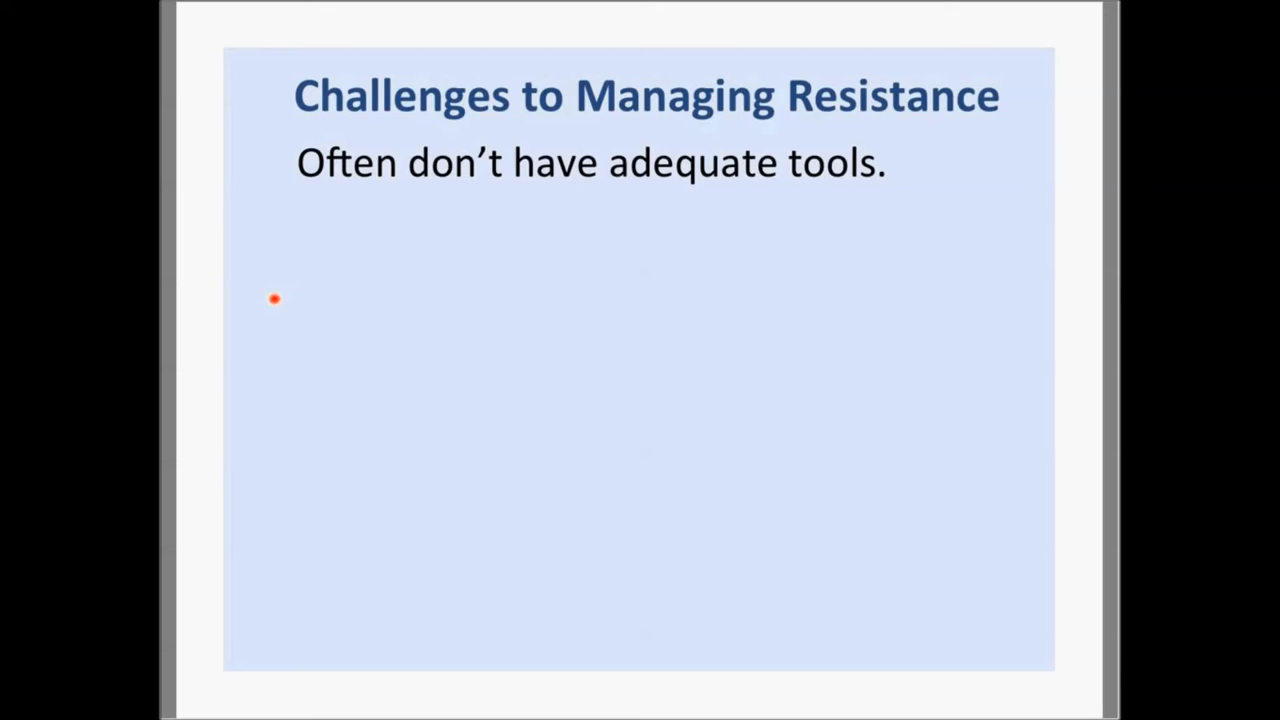 Challenges to Managing Resistance
Often don’t have adequate tools.